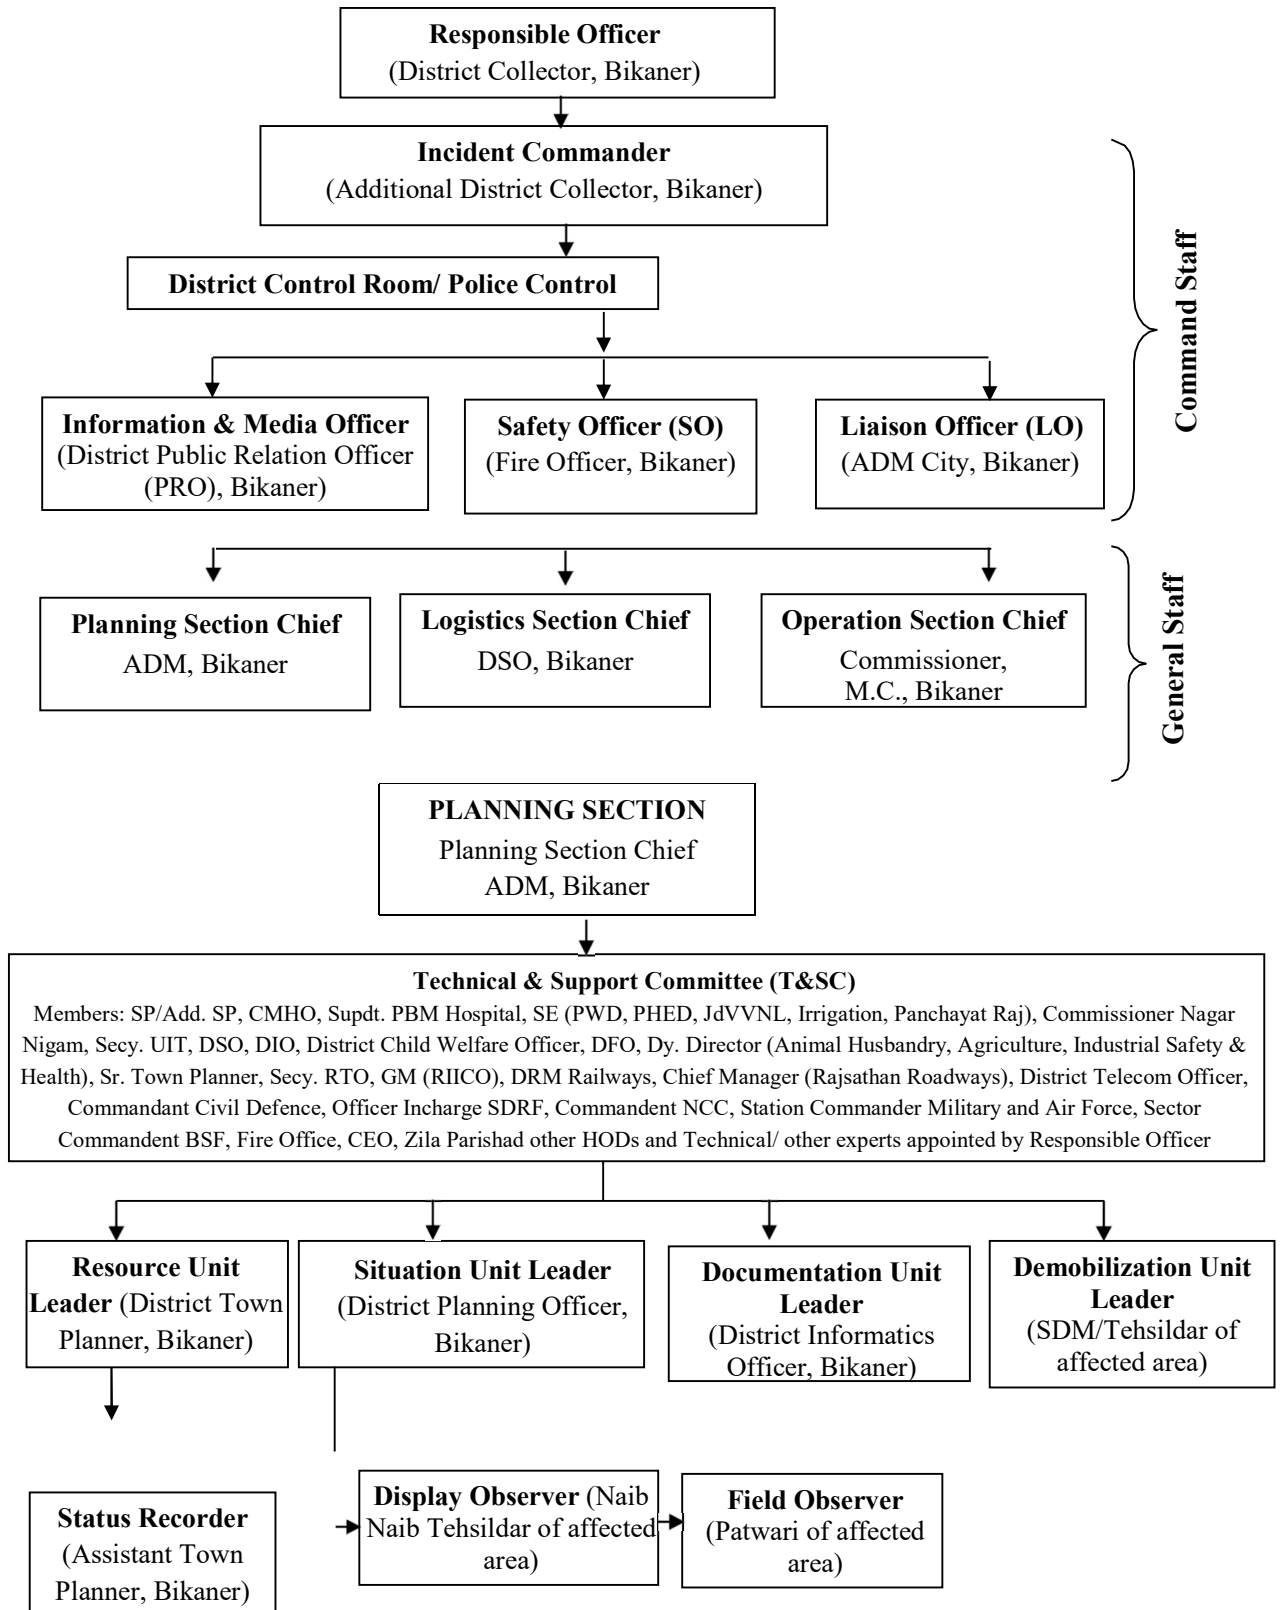 Responsible Officer
(District Collector, Bikaner)
Incident Commander
(Additional District Collector, Bikaner)
District Control Room/ Police Control
Command Staff
Information & Media Officer
(District Public Relation Officer
(PRO), Bikaner)
Safety Officer (SO)
(Fire Officer, Bikaner)
Liaison Officer (LO)
(ADM City, Bikaner)
Planning Section Chief
ADM, Bikaner
Logistics Section Chief
DSO, Bikaner
Operation Section Chief
Commissioner,
M.C., Bikaner
General Staff
PLANNING SECTION
Planning Section Chief
ADM, Bikaner
Technical & Support Committee (T&SC)
Members: SP/Add. SP, CMHO, Supdt. PBM Hospital, SE (PWD, PHED, JdVVNL, Irrigation, Panchayat Raj), Commissioner Nagar
Nigam, Secy. UIT, DSO, DIO, District Child Welfare Officer, DFO, Dy. Director (Animal Husbandry, Agriculture, Industrial Safety &
Health), Sr. Town Planner, Secy. RTO, GM (RIICO), DRM Railways, Chief Manager (Rajsathan Roadways), District Telecom Officer,
Commandant Civil Defence, Officer Incharge SDRF, Commandent NCC, Station Commander Military and Air Force, Sector
Commandent BSF, Fire Office, CEO, Zila Parishad other HODs and Technical/ other experts appointed by Responsible Officer
Resource Unit
Leader (District Town
Planner, Bikaner)
Situation Unit Leader
(District Planning Officer,
Bikaner)
Documentation Unit
Leader
(District Informatics
Officer, Bikaner)
Demobilization Unit
Leader
(SDM/Tehsildar of
affected area)
Status Recorder
(Assistant Town
Planner, Bikaner)
Display Observer (Naib
Naib Tehsildar of affected
area)
Field Observer
(Patwari of affected
area)